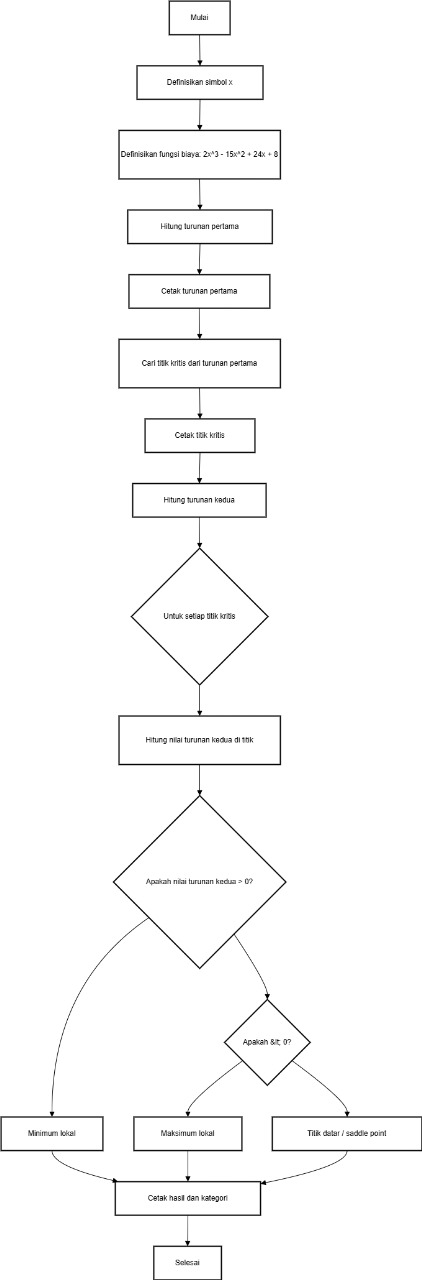 Mulai
Definisikan simbol x
Definisikan fungsi biaya: 2x^3 - 15x^2 + 24x + 8
Hitung turunan pertama
Cetak turunan pertama
Cari titik kritis dari turunan pertama
Cetak titik kritis
Hitung turunan kedua
Untuk setiap titik kritis
Hitung nilai turunan kedua di titik
Apakah nilai turunan kedua > 0?
Apakah &lt; 0?
Minimum lokal
Maksimum lokal
Titik datar / saddle point
Cetak hasil dan kategori
Selesai